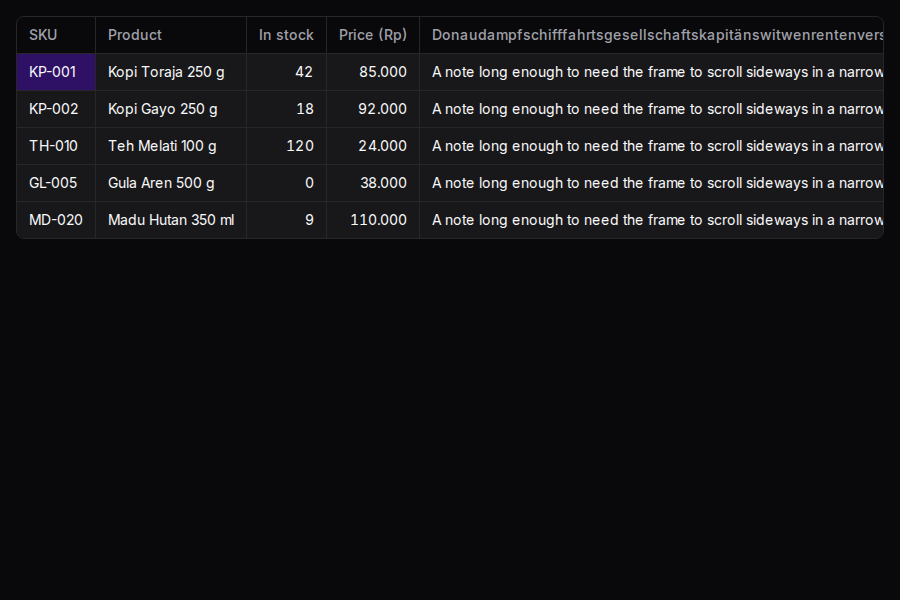 SKU Product In stock Price (Rp) Donaudampfschifffahrtsgesellschaftskapitänswitwenrentenvers
KP-001 Kopi Toraja 250 g 42 85.000 A note long enough to need the frame to scroll sideways in a narrow
KP-002 Kopi Gayo 250 g 18 92.000 A note long enough to need the frame to scroll sideways in a narrow
TH-010 Teh Melati 100 g 120 24.000 A note long enough to need the frame to scroll sideways in a narrow
GL-005 Gula Aren 500 g 0 38.000 A note long enough to need the frame to scroll sideways in a narrow
MD-020 Madu Hutan 350 ml 9 110.000 A note long enough to need the frame to scroll sideways in a narrow